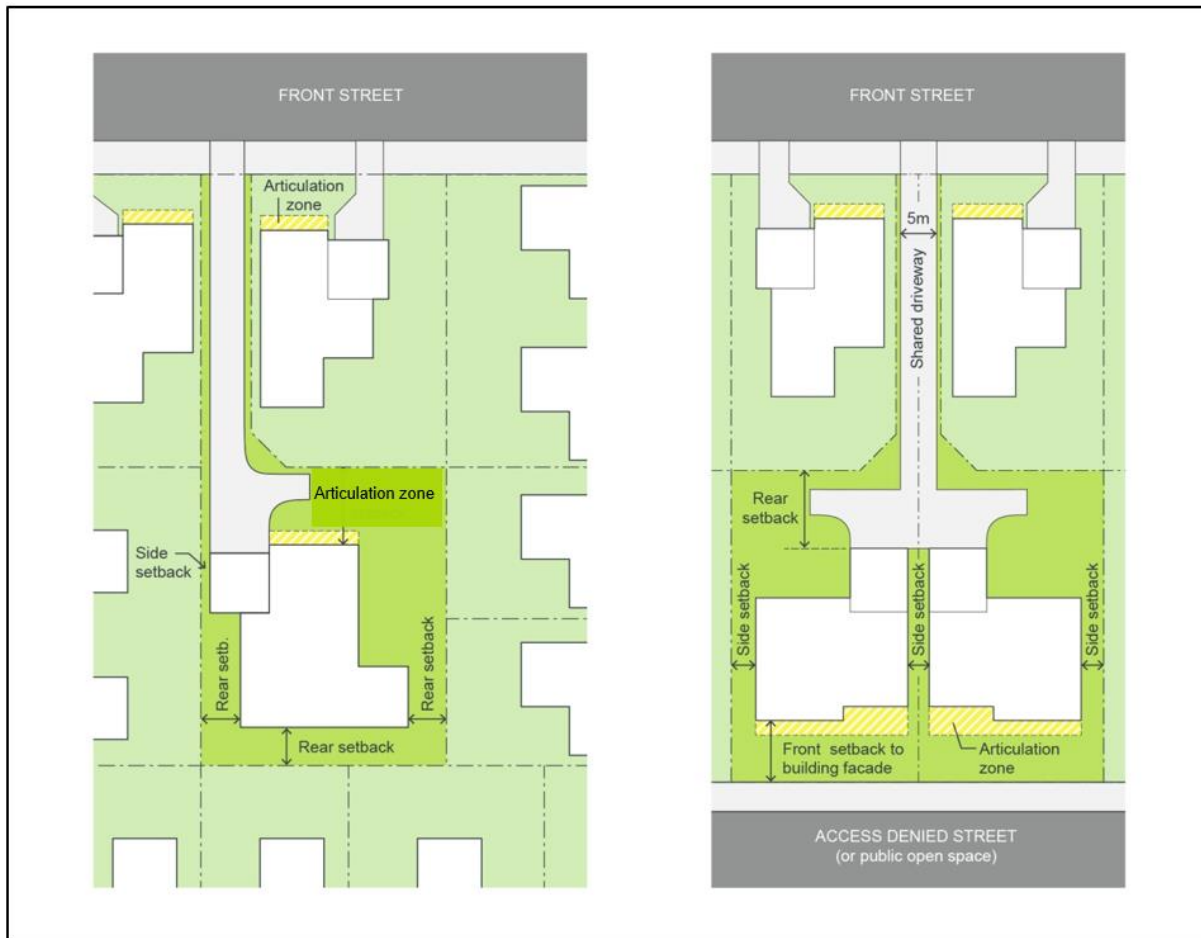 FRONT STREET
Articulation
zone
Articulation zone
Side
setback
Rear setb.
Rear setback
Rear setback
FRONT STREET
5m
Shared driveway
Rear
setback
Side setback
Side setback
Side setback
Front setback to
building facade
Articulation
zone
ACCESS DENIED STREET
(or public open space)